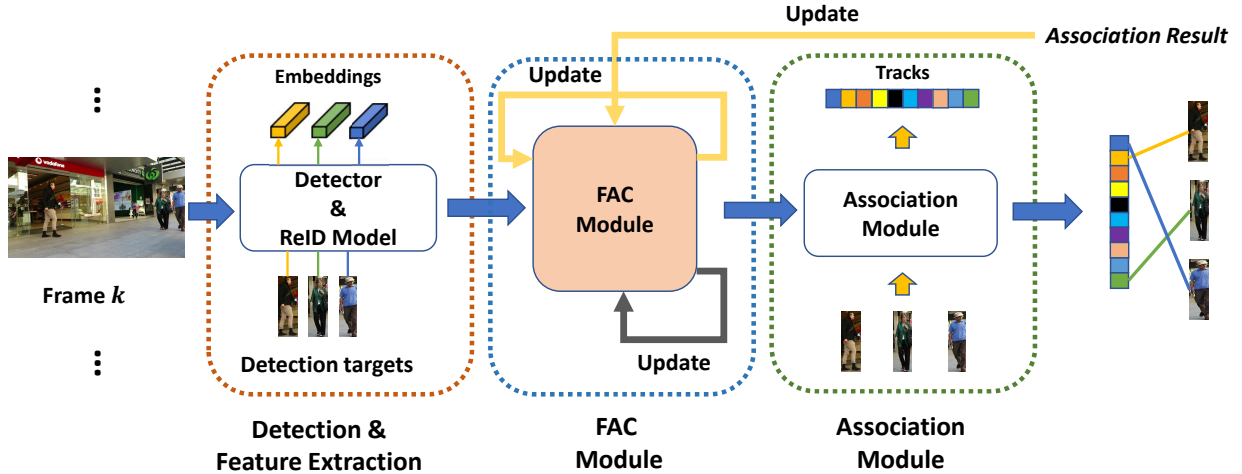 Update
Association Result
Embeddings
Update
Tracks
vodafone
Detector
&
ReID Model
FAC
Module
Association
Module
Frame k
Detection targets
Update
Detection &
Feature Extraction
FAC
Module
Association
Module